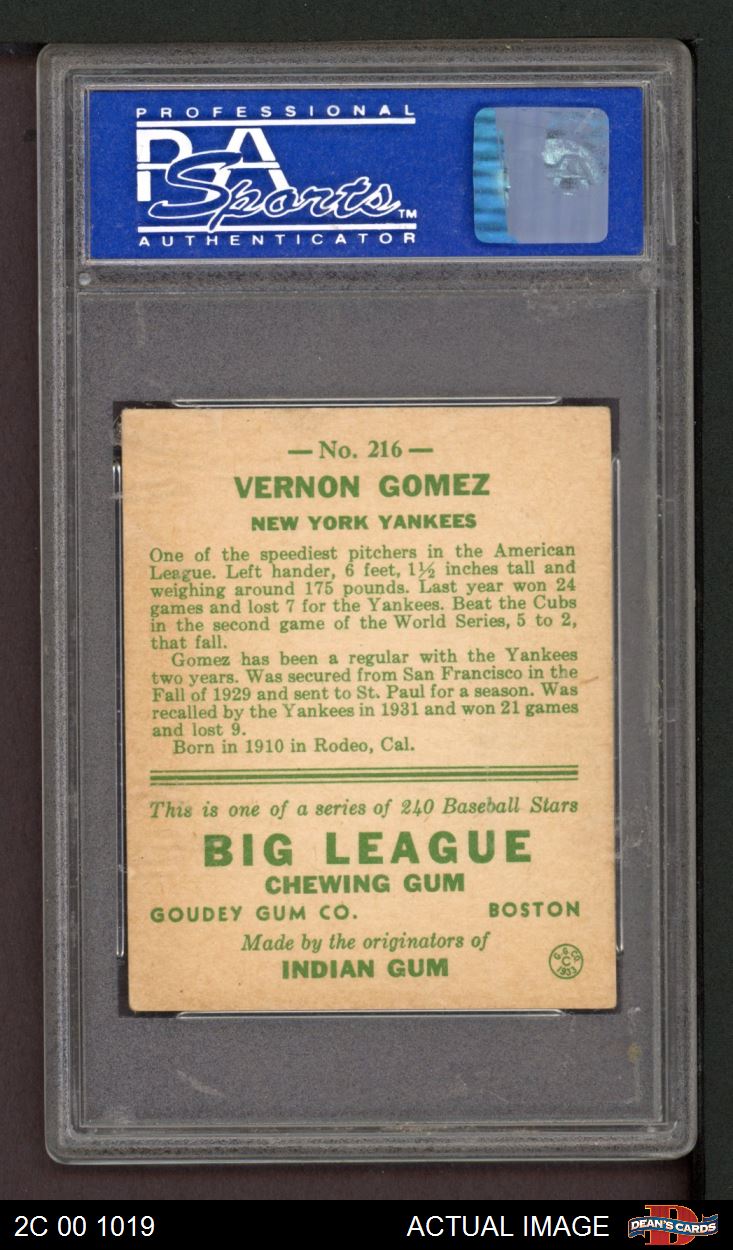 PROFESSIONAL
PSA
Sports™
AUTHENTICATOR
— No. 216 —
VERNON GOMEZ
NEW YORK YANKEES
One of the speediest pitchers in the American
League. Left hander, 6 feet, 1½ inches tall and
weighing around 175 pounds. Last year won 24
games and lost 7 for the Yankees. Beat the Cubs
in the second game of the World Series, 5 to 2,
that fall.
Gomez has been a regular with the Yankees
two years. Was secured from San Francisco in the
Fall of 1929 and sent to St. Paul for a season. Was
recalled by the Yankees in 1931 and won 21 games
and lost 9.
Born in 1910 in Rodeo, Cal.
This is one of a series of 240 Baseball Stars
BIG LEAGUE
CHEWING GUM
GOUDEY GUM CO. BOSTON
Made by the originators of
INDIAN GUM
G. G. CO.
C
1933
2C 00 1019 ACTUAL IMAGE DEAN'S CARDS